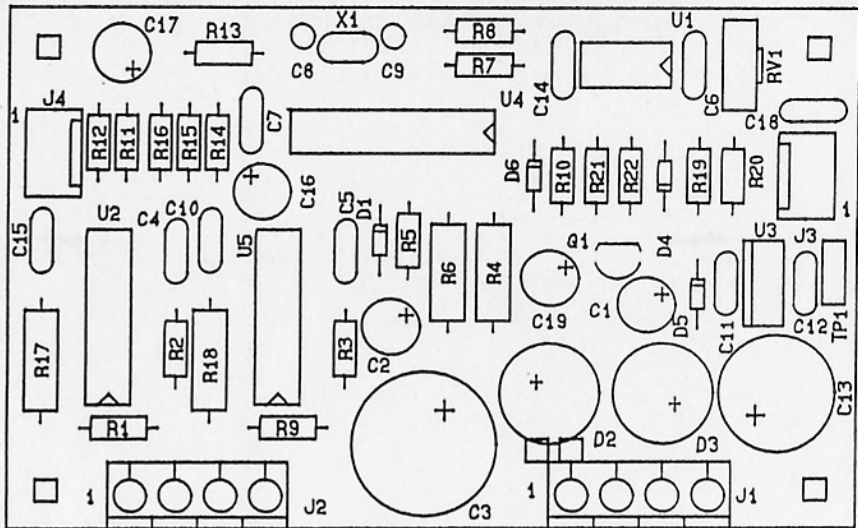 C17
R13
X1
C8
C9
R8
R7
U1
C14
C6
RV1
J4
1
R12
R11
R16
R15
R14
C7
U4
C18
C16
D6
R10
R21
R22
R19
R20
1
C15
U2
C4
C10
U5
C5
D1
R5
R6
R4
Q1
D4
U3
J3
C19
C1
D5
C11
C12
TP1
R17
R2
R18
R3
C2
C13
R1
R9
D2
D3
1
J2
C3
1
J1